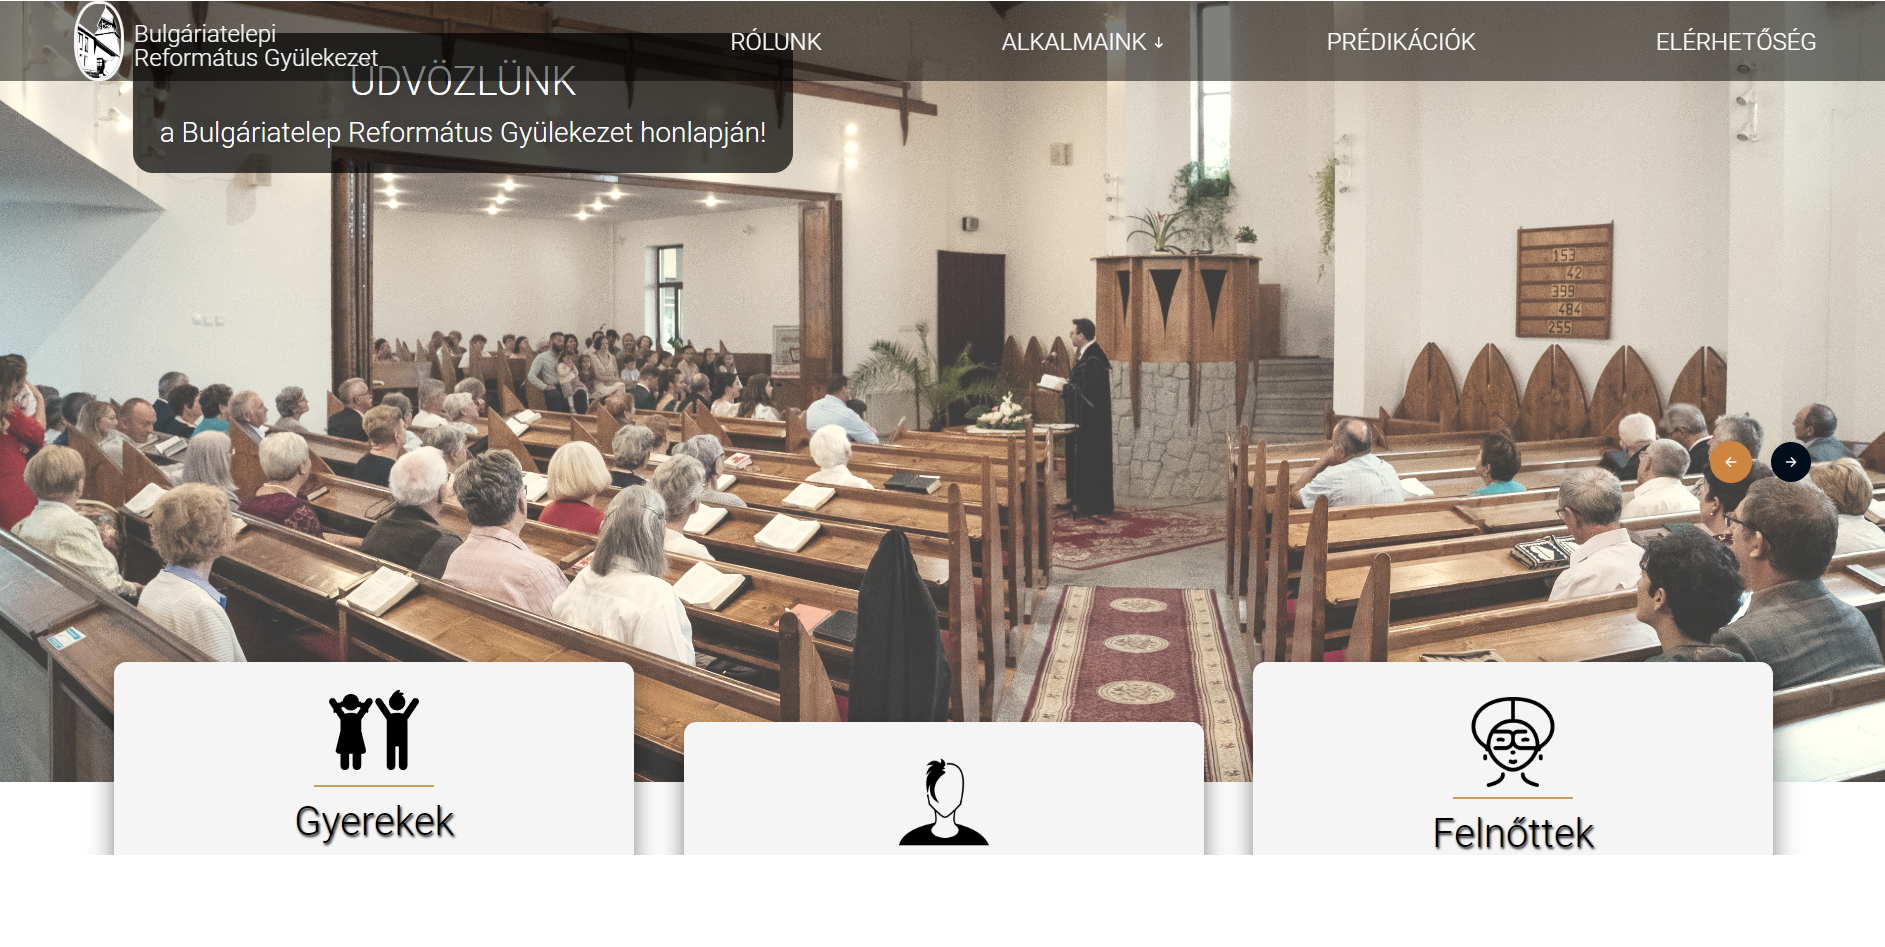 Bulgáriatelepi
Református Gyülekezet
RÓLUNK
ALKALMAINK ↓
PRÉDIKÁCIÓK
ELÉRHETŐSÉG
ÜDVÖZLÜNK
a Bulgáriatelep Református Gyülekezet honlapján!
153
42
399
484
255
Gyerekek
Felnőttek